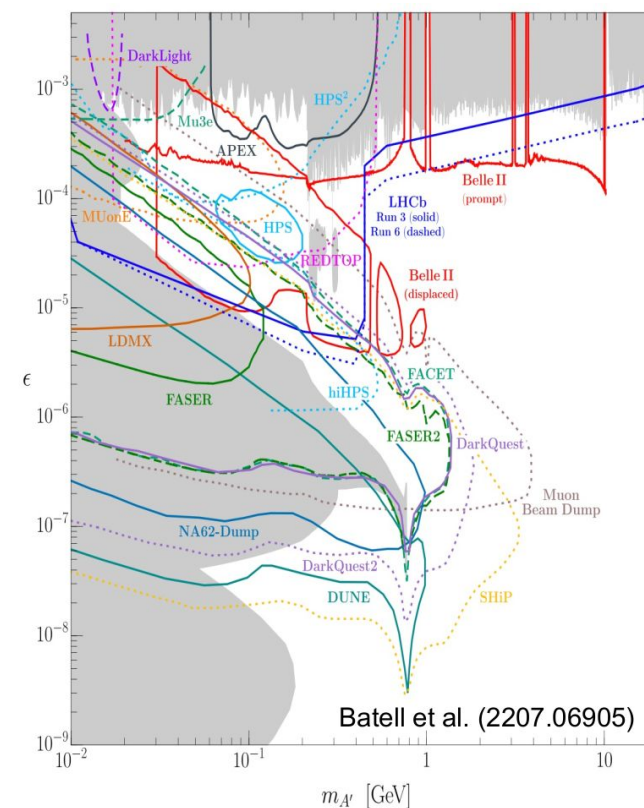 DarkLight
10⁻³
HPS²
Mu3e
APEX
10⁻⁴
Belle II
(prompt)
LHCb
Run 3 (solid)
Run 6 (dashed)
MUonE
HPS
REDTOP
Belle II
(displaced)
10⁻⁵
LDMX
FACET
ϵ
FASER
hiHPS
10⁻⁶
FASER2
DarkQuest
Muon
Beam Dump
10⁻⁷
NA62-Dump
DarkQuest2
DUNE
SHiP
10⁻⁸
Batell et al. (2207.06905)
10⁻⁹
10⁻² 10⁻¹ 1 10
m_A′ [GeV]